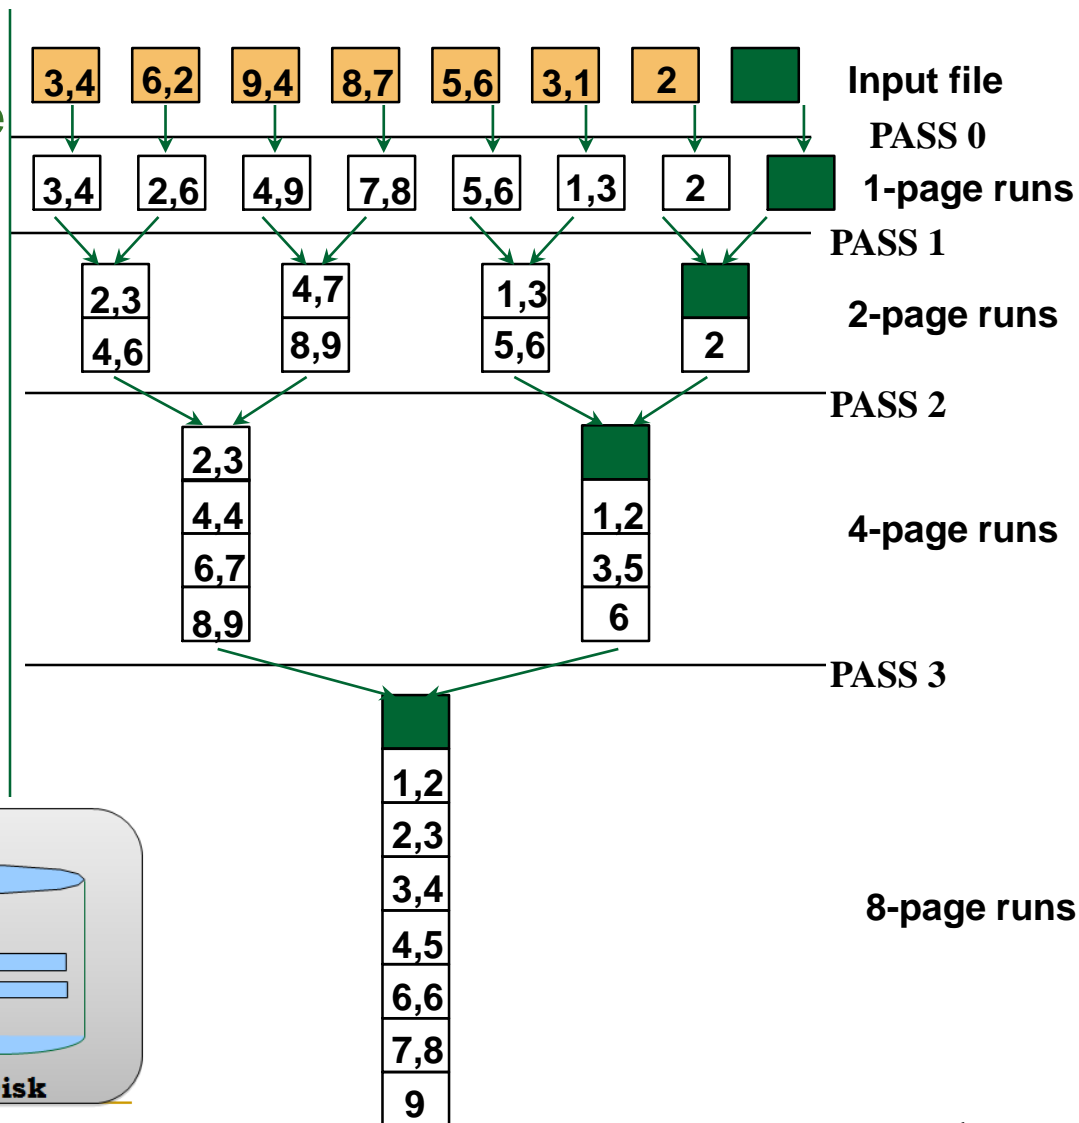 3,4 6,2 9,4 8,7 5,6 3,1 2 Input file
PASS 0
3,4 2,6 4,9 7,8 5,6 1,3 2 1-page runs
PASS 1
2,3 4,7 1,3
2-page runs
4,6 8,9 5,6 2
PASS 2
2,3
4,4 1,2
4-page runs
6,7 3,5
8,9 6
PASS 3
1,2
2,3
3,4
8-page runs
4,5
6,6
7,8
isk
9